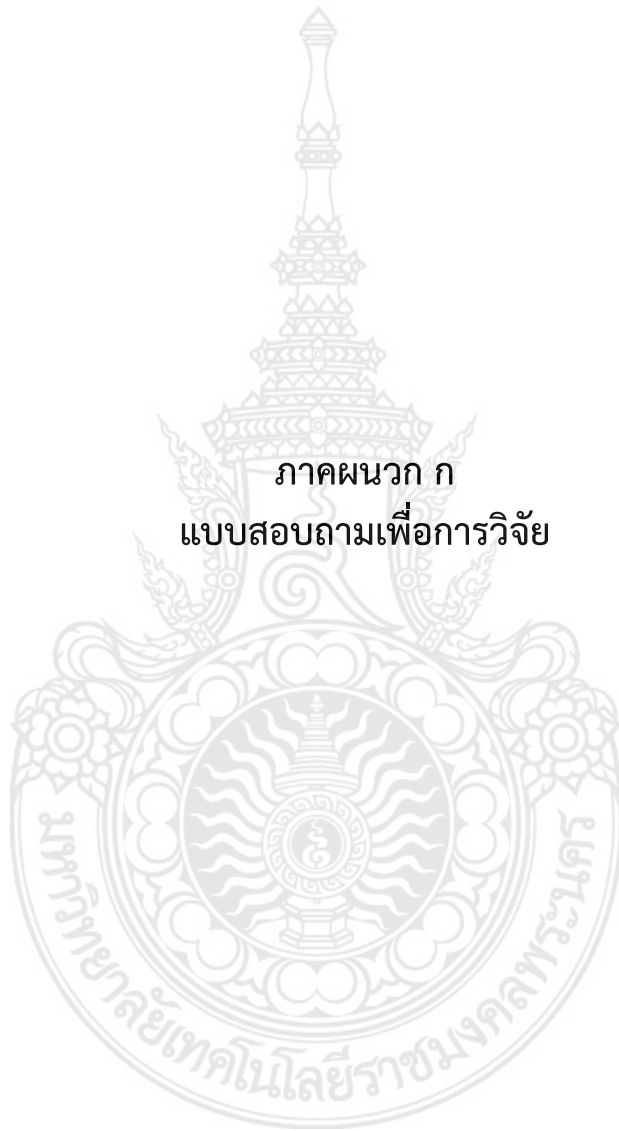 ภาคผนวก ก
แบบสอบถามเพื่อการวิจัย
มหาวิทยาลัยเทคโนโลยีราชมงคลพระนคร